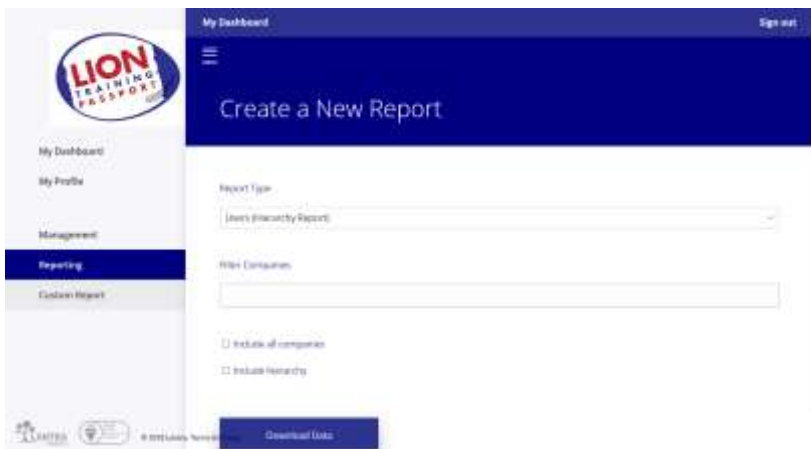 My Dashboard
Sign out
LION
TRAINING
PASSPORT
Create a New Report
My Dashboard
My Profile
Management
Reporting
Custom Report
Report Type
Users (Hierarchy Report)
Filter Companies
Include all companies
Include hierarchy
Download Data
LANTRA